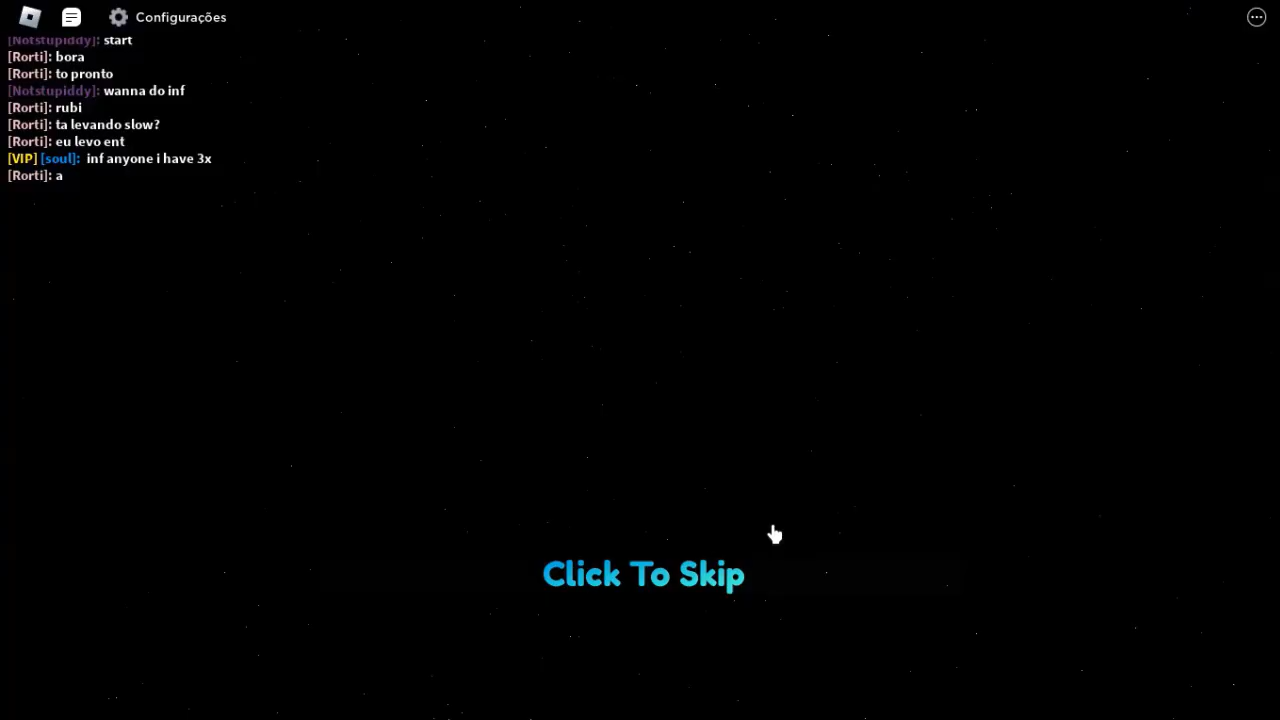 Configurações
[Notstupiddy]: start
[Rorti]: bora
[Rorti]: to pronto
[Notstupiddy]: wanna do inf
[Rorti]: rubi
[Rorti]: ta levando slow?
[Rorti]: eu levo ent
[VIP] [soul]: inf anyone i have 3x
[Rorti]: a
Click To Skip